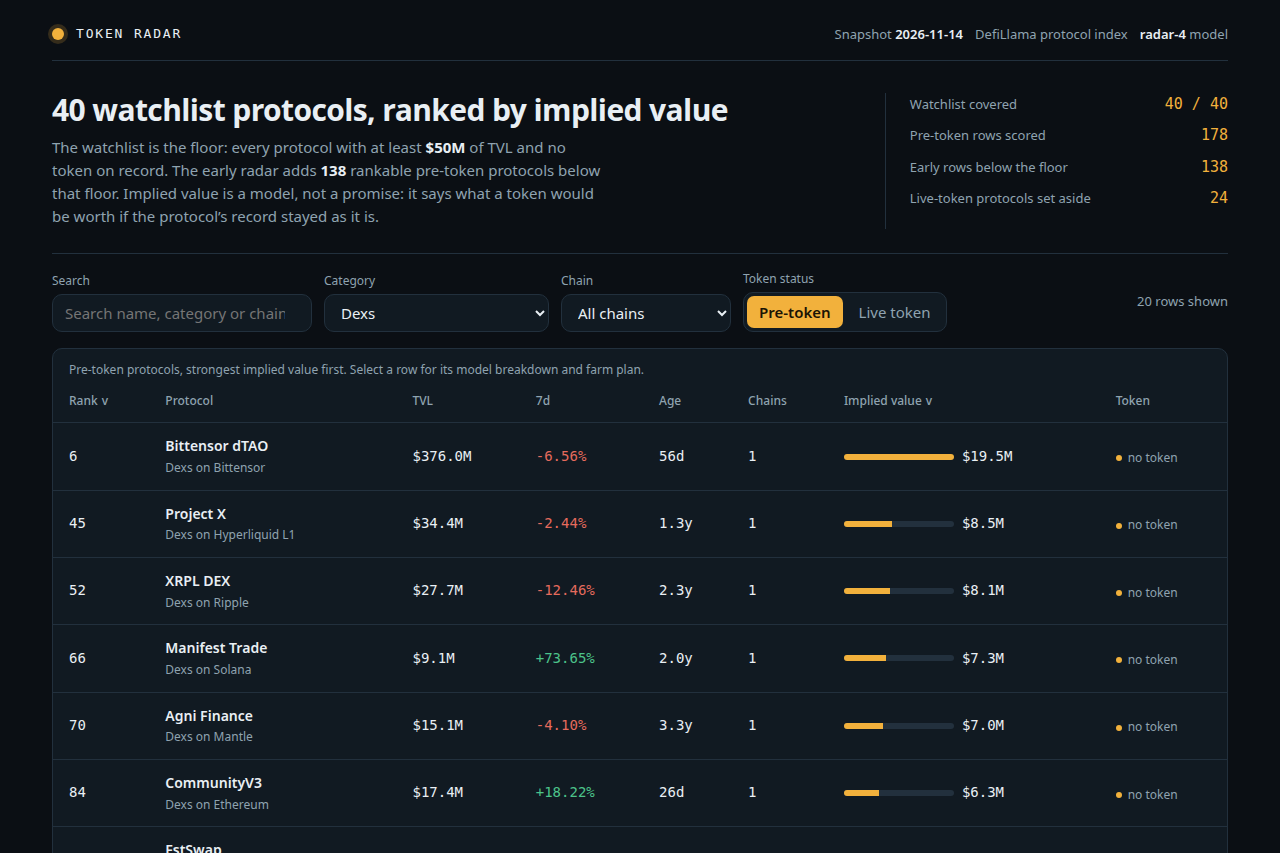 TOKEN RADAR
Snapshot 2026-11-14 DefiLlama protocol index radar-4 model
40 watchlist protocols, ranked by implied value
The watchlist is the floor: every protocol with at least $50M of TVL and no
token on record. The early radar adds 138 rankable pre-token protocols below
that floor. Implied value is a model, not a promise: it says what a token would
be worth if the protocol's record stayed as it is.
Watchlist covered 40 / 40
Pre-token rows scored 178
Early rows below the floor 138
Live-token protocols set aside 24
Search Category Chain Token status
Search name, category or chain Dexs All chains Pre-token Live token 20 rows shown
Pre-token protocols, strongest implied value first. Select a row for its model breakdown and farm plan.
Rank v Protocol TVL 7d Age Chains Implied value v Token
6 Bittensor dTAO $376.0M -6.56% 56d 1 $19.5M no token
Dexs on Bittensor
45 Project X $34.4M -2.44% 1.3y 1 $8.5M no token
Dexs on Hyperliquid L1
52 XRPL DEX $27.7M -12.46% 2.3y 1 $8.1M no token
Dexs on Ripple
66 Manifest Trade $9.1M +73.65% 2.0y 1 $7.3M no token
Dexs on Solana
70 Agni Finance $15.1M -4.10% 3.3y 1 $7.0M no token
Dexs on Mantle
84 CommunityV3 $17.4M +18.22% 26d 1 $6.3M no token
Dexs on Ethereum
FstSwap